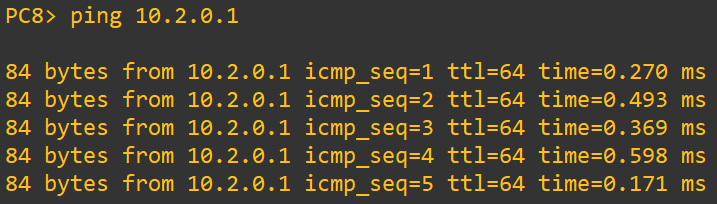 PC8> ping 10.2.0.1
84 bytes from 10.2.0.1 icmp_seq=1 ttl=64 time=0.270 ms
84 bytes from 10.2.0.1 icmp_seq=2 ttl=64 time=0.493 ms
84 bytes from 10.2.0.1 icmp_seq=3 ttl=64 time=0.369 ms
84 bytes from 10.2.0.1 icmp_seq=4 ttl=64 time=0.598 ms
84 bytes from 10.2.0.1 icmp_seq=5 ttl=64 time=0.171 ms